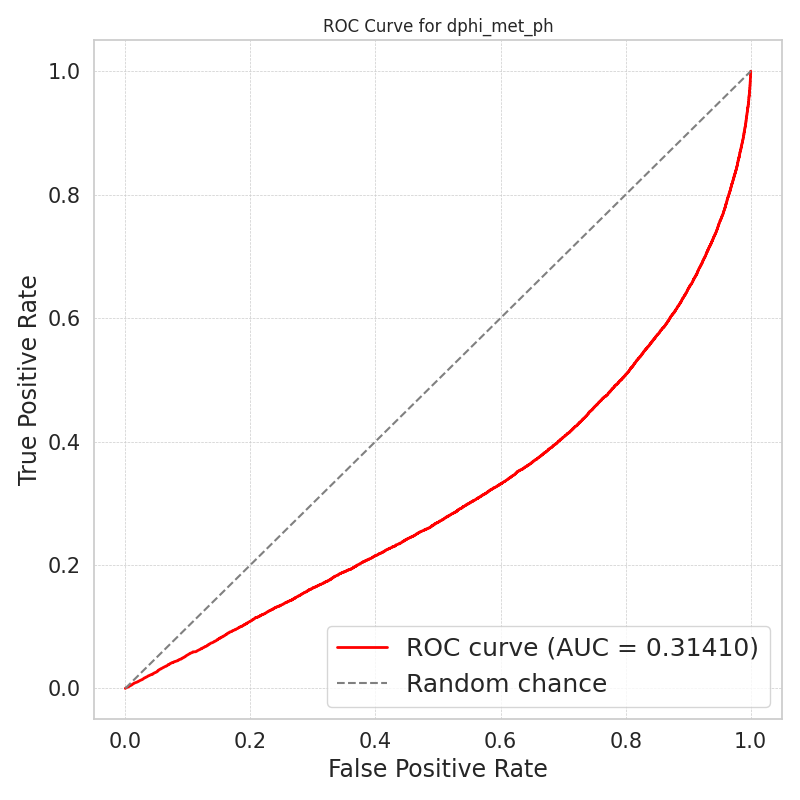 ROC Curve for dphi_met_ph
True Positive Rate
1.0
0.8
0.6
0.4
0.2
0.0
ROC curve (AUC = 0.31410)
Random chance
0.0 0.2 0.4 0.6 0.8 1.0
False Positive Rate